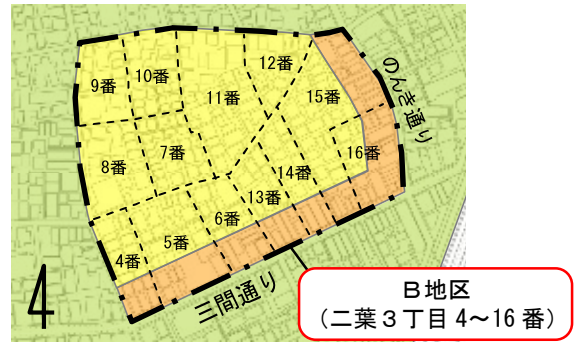 12番
10番
9番
のんき通り
11番
15番
7番
16番
8番
14番
13番
6番
5番
4番
三間通り
4
B地区
（二葉３丁目 4～16 番）